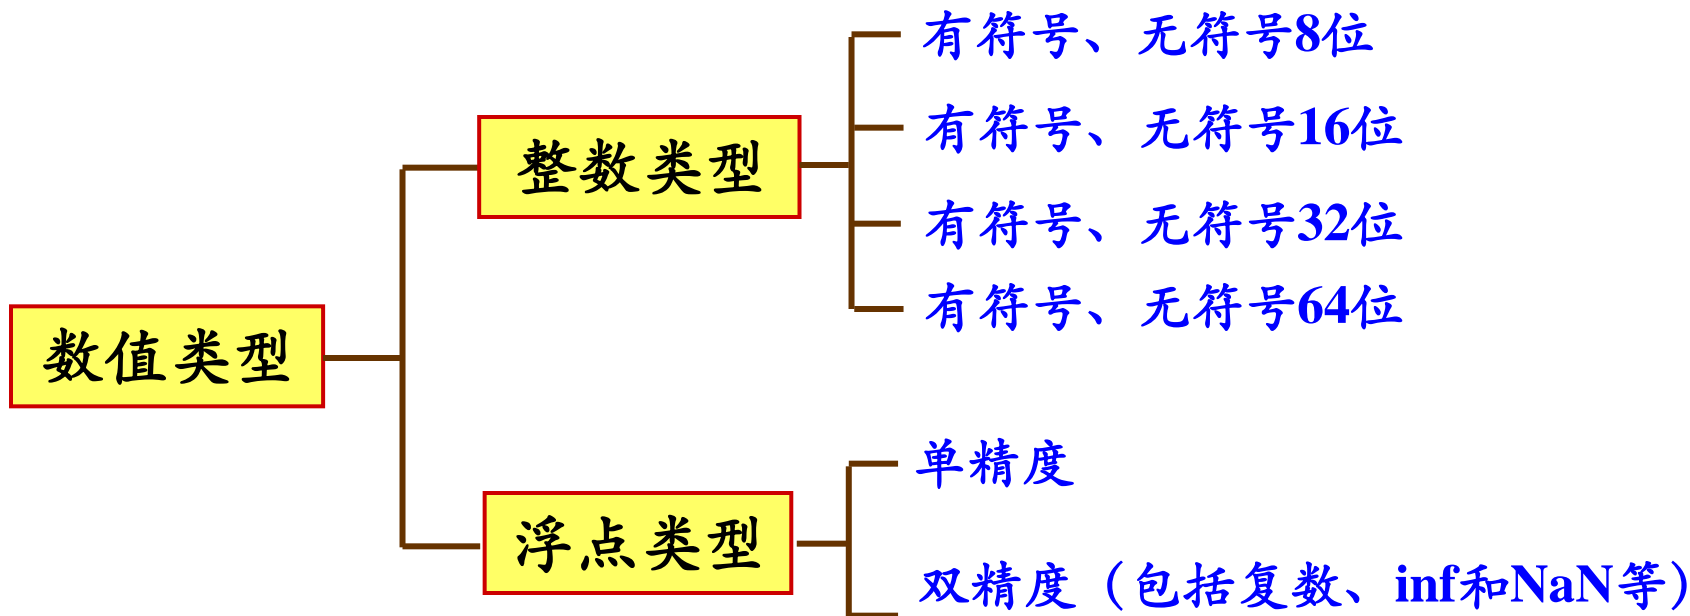 数值类型
整数类型
有符号、无符号8位
有符号、无符号16位
有符号、无符号32位
有符号、无符号64位
浮点类型
单精度
双精度（包括复数、inf和NaN等）